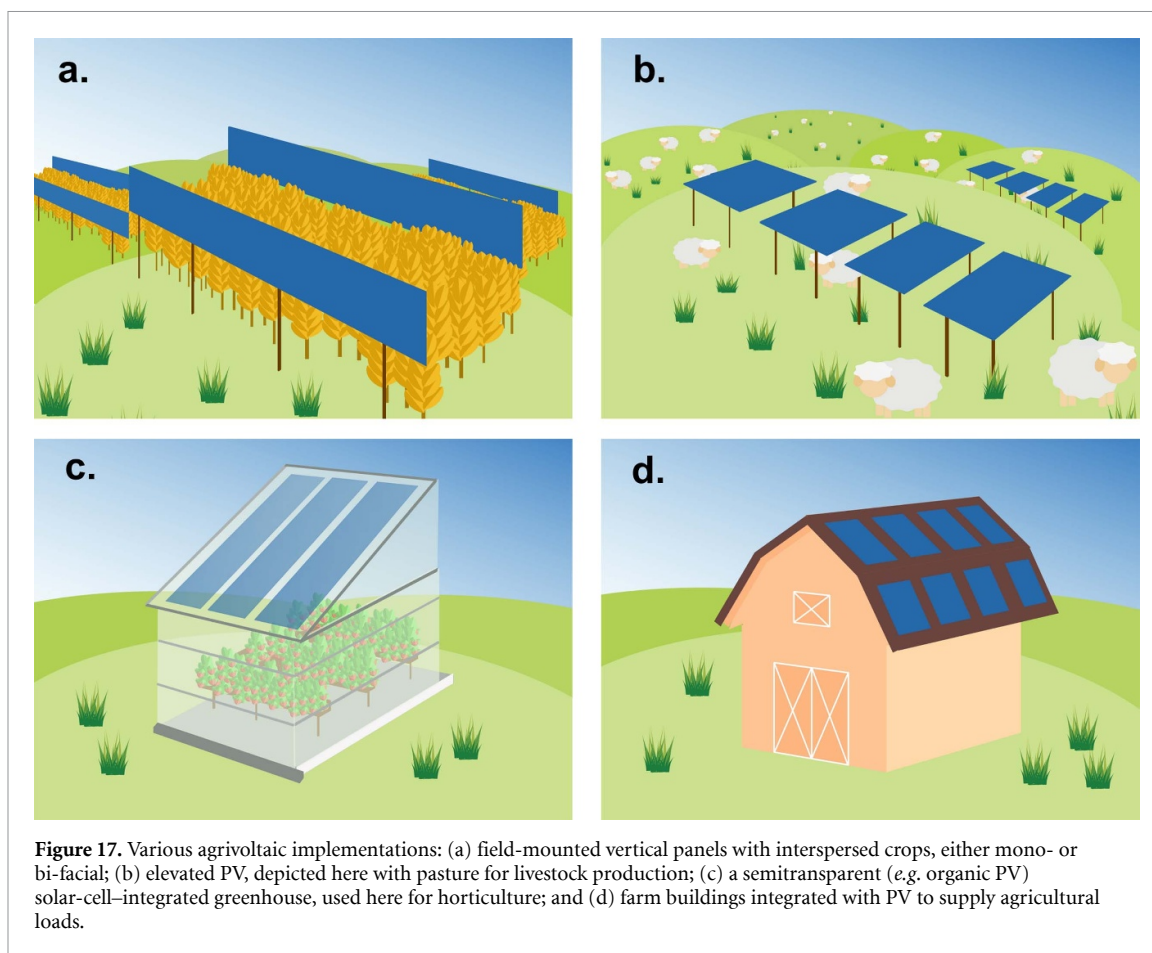 a.
b.
c.
d.
Figure 17. Various agrivoltaic implementations: (a) field-mounted vertical panels with interspersed crops, either mono- or
bi-facial; (b) elevated PV, depicted here with pasture for livestock production; (c) a semitransparent (e.g. organic PV)
solar-cell–integrated greenhouse, used here for horticulture; and (d) farm buildings integrated with PV to supply agricultural
loads.